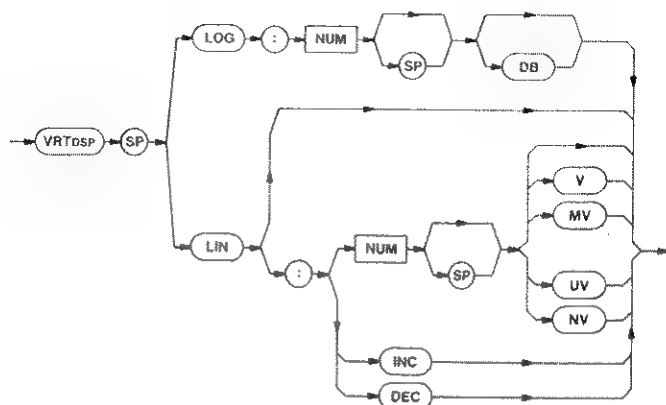 LOG : NUM SP DB
VRTDSP SP
V
LIN : NUM SP MV
UV
NV
INC
DEC